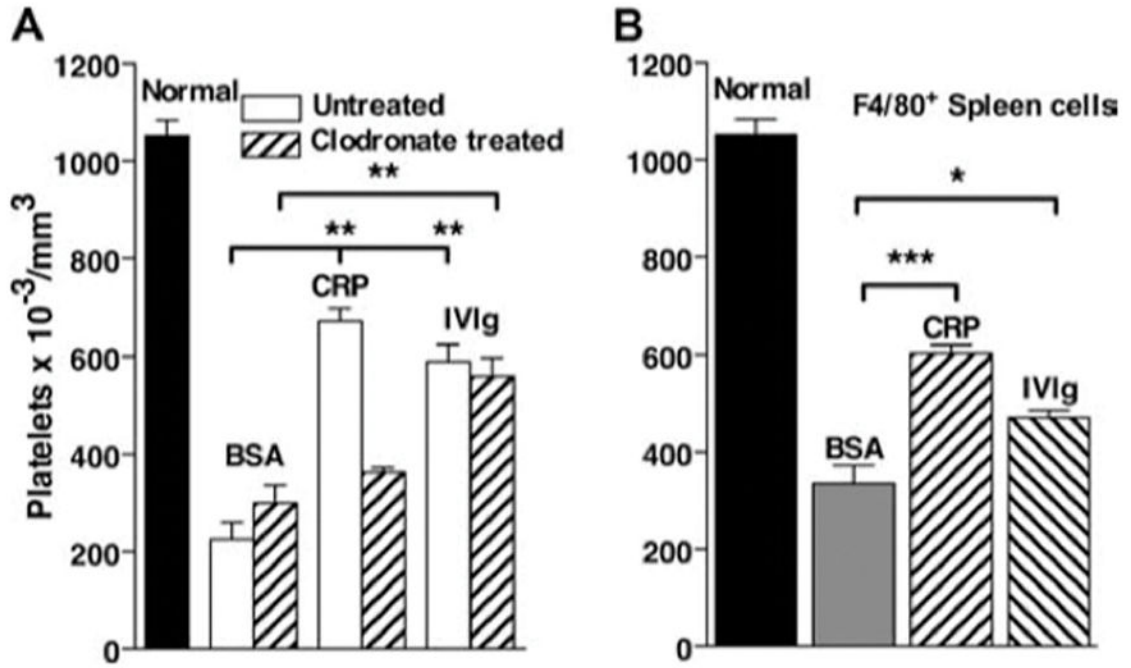 A
Platelets x 10⁻³/mm³
1200
1000
800
600
400
200
0
Normal
Untreated
Clodronate treated
**
**
**
CRP
IVIg
BSA
B
1200
1000
800
600
400
200
0
Normal
F4/80⁺ Spleen cells
*
***
CRP
IVIg
BSA